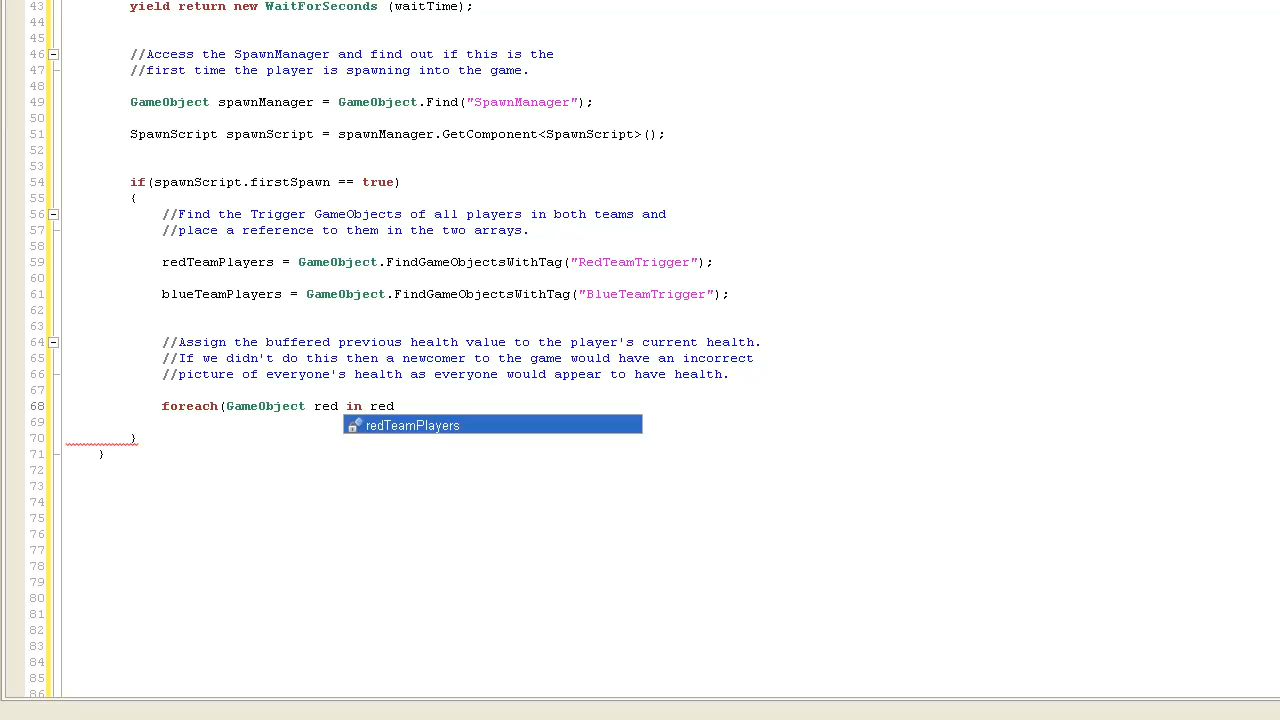 43 yield return new WaitForSeconds (waitTime);
44
45
46 //Access the SpawnManager and find out if this is the
47 //first time the player is spawning into the game.
48
49 GameObject spawnManager = GameObject.Find("SpawnManager");
50
51 SpawnScript spawnScript = spawnManager.GetComponent<SpawnScript>();
52
53
54 if(spawnScript.firstSpawn == true)
55 {
56 //Find the Trigger GameObjects of all players in both teams and
57 //place a reference to them in the two arrays.
58
59 redTeamPlayers = GameObject.FindGameObjectsWithTag("RedTeamTrigger");
60
61 blueTeamPlayers = GameObject.FindGameObjectsWithTag("BlueTeamTrigger");
62
63
64 //Assign the buffered previous health value to the player's current health.
65 //If we didn't do this then a newcomer to the game would have an incorrect
66 //picture of everyone's health as everyone would appear to have health.
67
68 foreach(GameObject red in red
redTeamPlayers
69
70 }
71 }
72
73
74
75
76
77
78
79
80
81
82
83
84
85
86